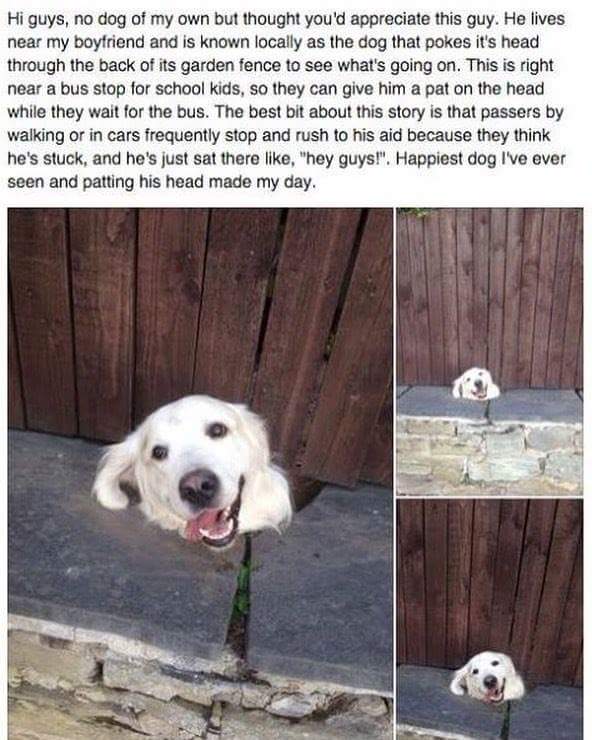 Hi guys, no dog of my own but thought you'd appreciate this guy. He lives
near my boyfriend and is known locally as the dog that pokes it's head
through the back of its garden fence to see what's going on. This is right
near a bus stop for school kids, so they can give him a pat on the head
while they wait for the bus. The best bit about this story is that passers by
walking or in cars frequently stop and rush to his aid because they think
he's stuck, and he's just sat there like, "hey guys!". Happiest dog I've ever
seen and patting his head made my day.